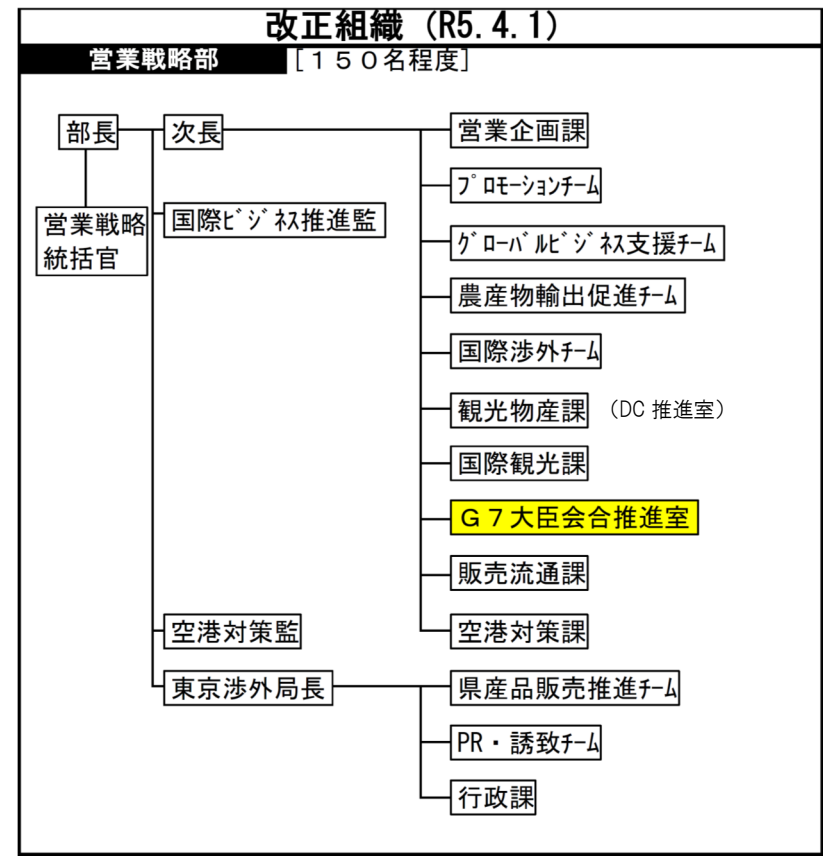 改正組織（R5.4.1）
営業戦略部 [１５０名程度]
部長 次長 営業企画課
ﾌﾟﾛﾓｰｼｮﾝﾁｰﾑ
営業戦略
統括官
国際ﾋﾞｼﾞﾈｽ推進監
ｸﾞﾛｰﾊﾞﾙﾋﾞｼﾞﾈｽ支援ﾁｰﾑ
農産物輸出促進ﾁｰﾑ
国際渉外ﾁｰﾑ
観光物産課 （DC 推進室）
国際観光課
Ｇ７大臣会合推進室
販売流通課
空港対策監 空港対策課
東京渉外局長 県産品販売推進ﾁｰﾑ
PR・誘致ﾁｰﾑ
行政課